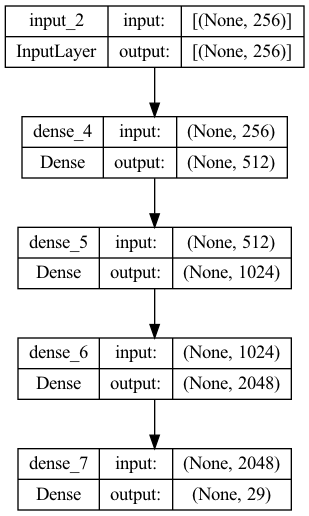 input_2 input: [(None, 256)]
InputLayer output: [(None, 256)]
dense_4 input: (None, 256)
Dense output: (None, 512)
dense_5 input: (None, 512)
Dense output: (None, 1024)
dense_6 input: (None, 1024)
Dense output: (None, 2048)
dense_7 input: (None, 2048)
Dense output: (None, 29)